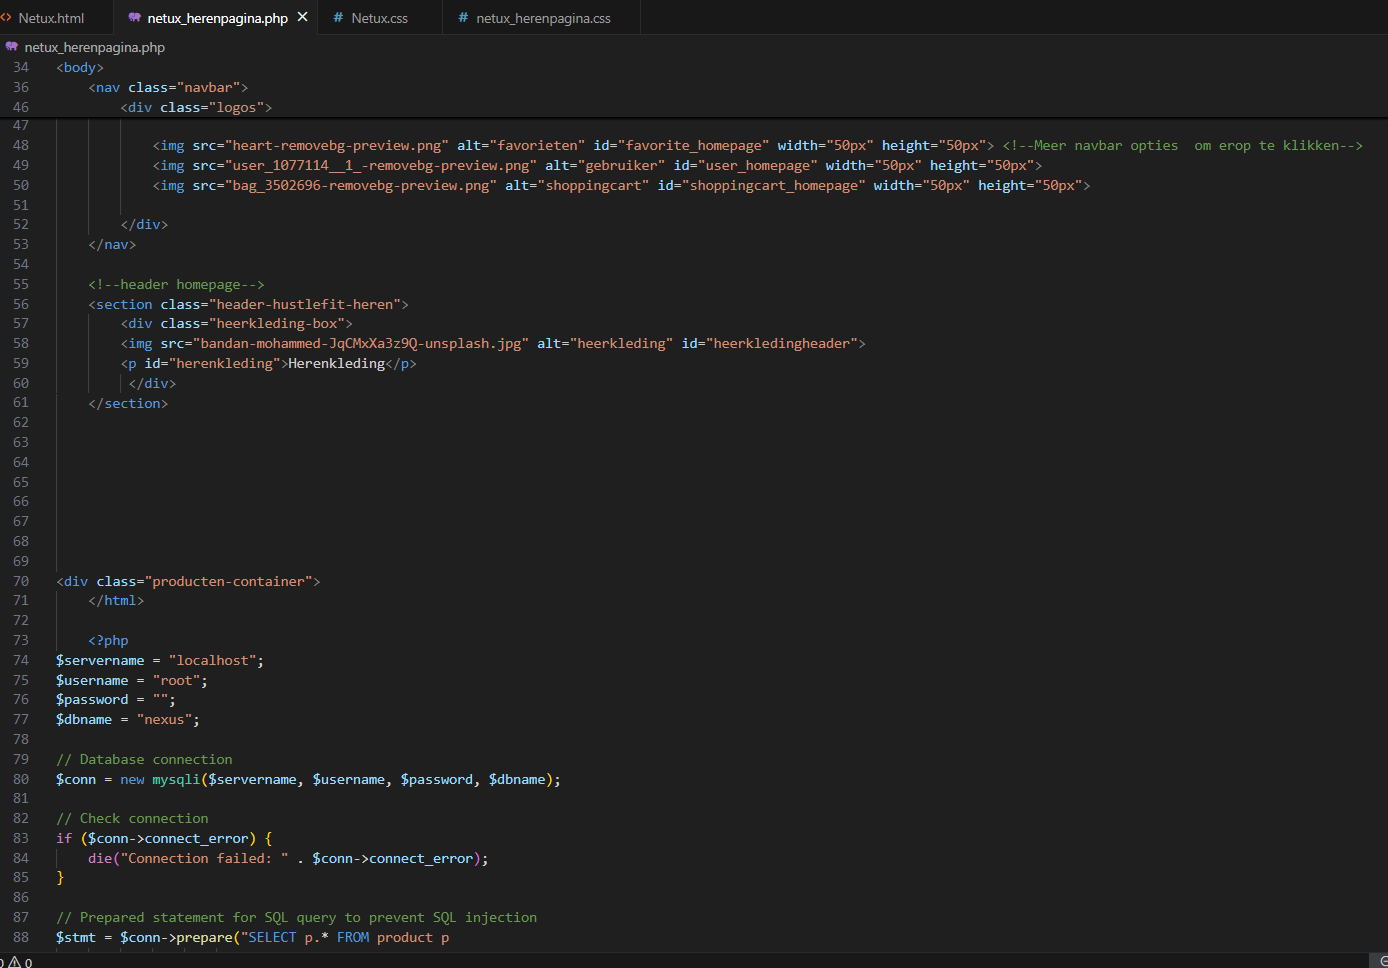 <> Netux.html netux_herenpagina.php × # Netux.css # netux_herenpagina.css
netux_herenpagina.php
34 <body>
36 <nav class="navbar">
46 <div class="logos">
47
48 <img src="heart-removebg-preview.png" alt="favorieten" id="favorite_homepage" width="50px" height="50px"> <!--Meer navbar opties  om erop te klikken-->
49 <img src="user_1077114__1_-removebg-preview.png" alt="gebruiker" id="user_homepage" width="50px" height="50px">
50 <img src="bag_3502696-removebg-preview.png" alt="shoppingcart" id="shoppingcart_homepage" width="50px" height="50px">
51
52 </div>
53 </nav>
54
55 <!--header homepage-->
56 <section class="header-hustlefit-heren">
57 <div class="heerkleding-box">
58 <img src="bandan-mohammed-JqCMxXa3z9Q-unsplash.jpg" alt="heerkleding" id="heerkledingheader">
59 <p id="herenkleding">Herenkleding</p>
60 </div>
61 </section>
62
63
64
65
66
67
68
69
70 <div class="producten-container">
71 </html>
72
73 <?php
74 $servername = "localhost";
75 $username = "root";
76 $password = "";
77 $dbname = "nexus";
78
79 // Database connection
80 $conn = new mysqli($servername, $username, $password, $dbname);
81
82 // Check connection
83 if ($conn->connect_error) {
84 die("Connection failed: " . $conn->connect_error);
85 }
86
87 // Prepared statement for SQL query to prevent SQL injection
88 $stmt = $conn->prepare("SELECT p.* FROM product p
0 0